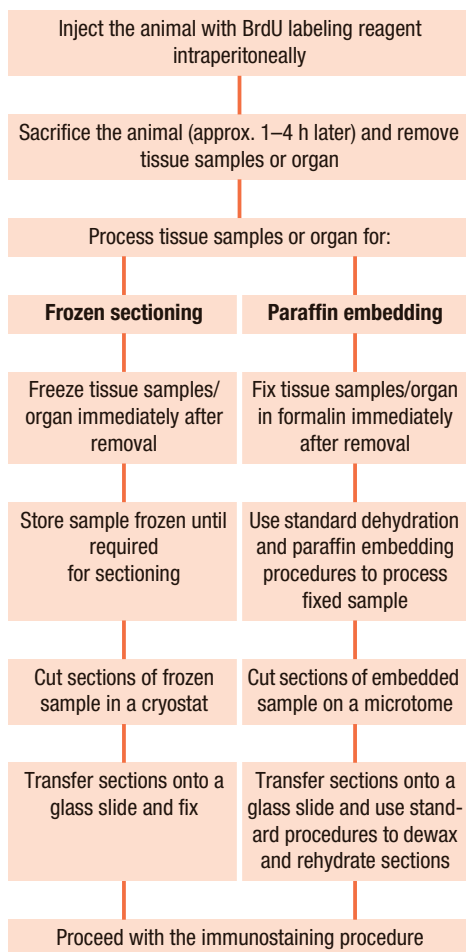 Inject the animal with BrdU labeling reagent
intraperitoneally
Sacrifice the animal (approx. 1–4 h later) and remove
tissue samples or organ
Process tissue samples or organ for:
Frozen sectioning
Paraffin embedding
Freeze tissue samples/
organ immediately after
removal
Fix tissue samples/organ
in formalin immediately
after removal
Store sample frozen until
required
for sectioning
Use standard dehydration
and paraffin embedding
procedures to process
fixed sample
Cut sections of frozen
sample in a cryostat
Cut sections of embedded
sample on a microtome
Transfer sections onto a
glass slide and fix
Transfer sections onto a
glass slide and use stand-
ard procedures to dewax
and rehydrate sections
Proceed with the immunostaining procedure